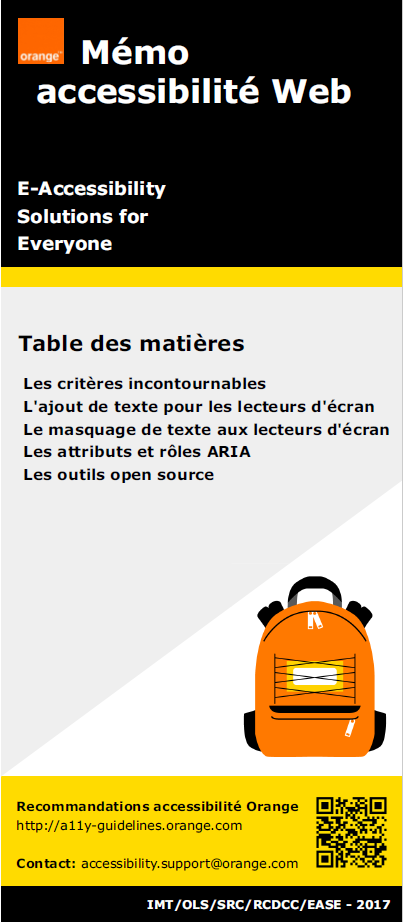 orange™
Mémo
accessibilité Web
E-Accessibility
Solutions for
Everyone
Table des matières
Les critères incontournables
L'ajout de texte pour les lecteurs d'écran
Le masquage de texte aux lecteurs d'écran
Les attributs et rôles ARIA
Les outils open source
Recommandations accessibilité Orange
http://a11y-guidelines.orange.com
Contact: accessibility.support@orange.com
IMT/OLS/SRC/RCDCC/EASE - 2017